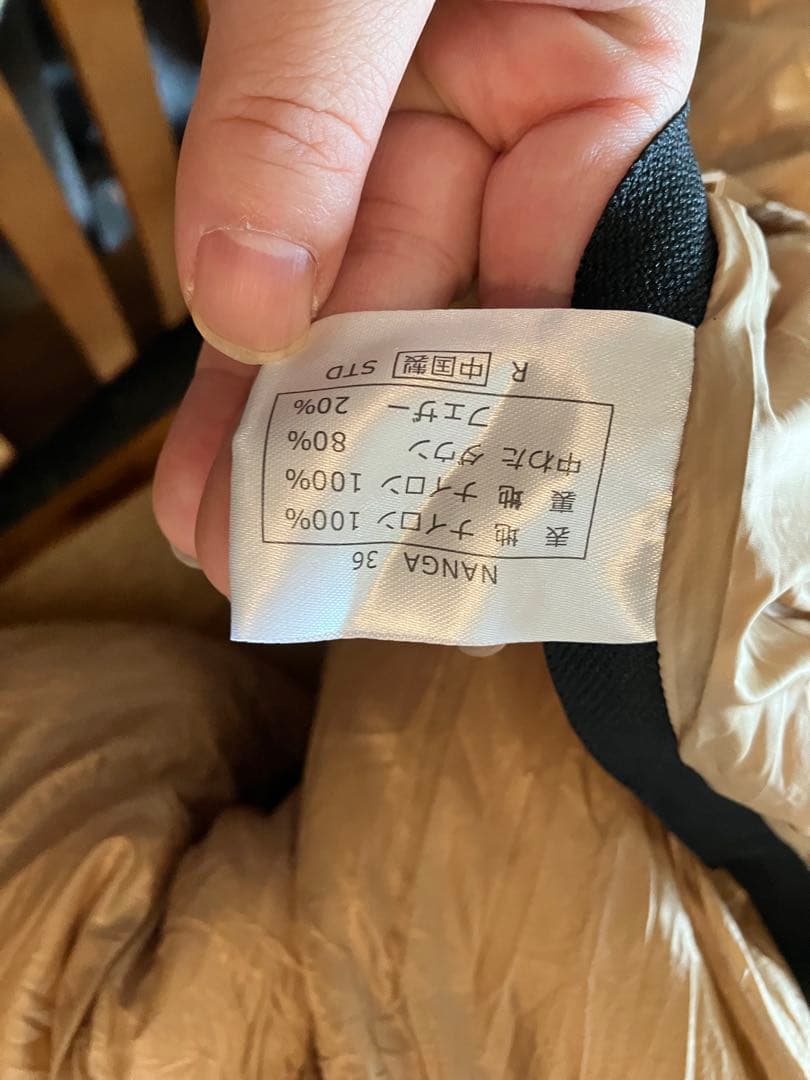 NANGA 36
表 地 ナイロン 100%
裏 地 ナイロン 100%
中わた ダウン 80%
フェザー 20%
R 中国製 STD